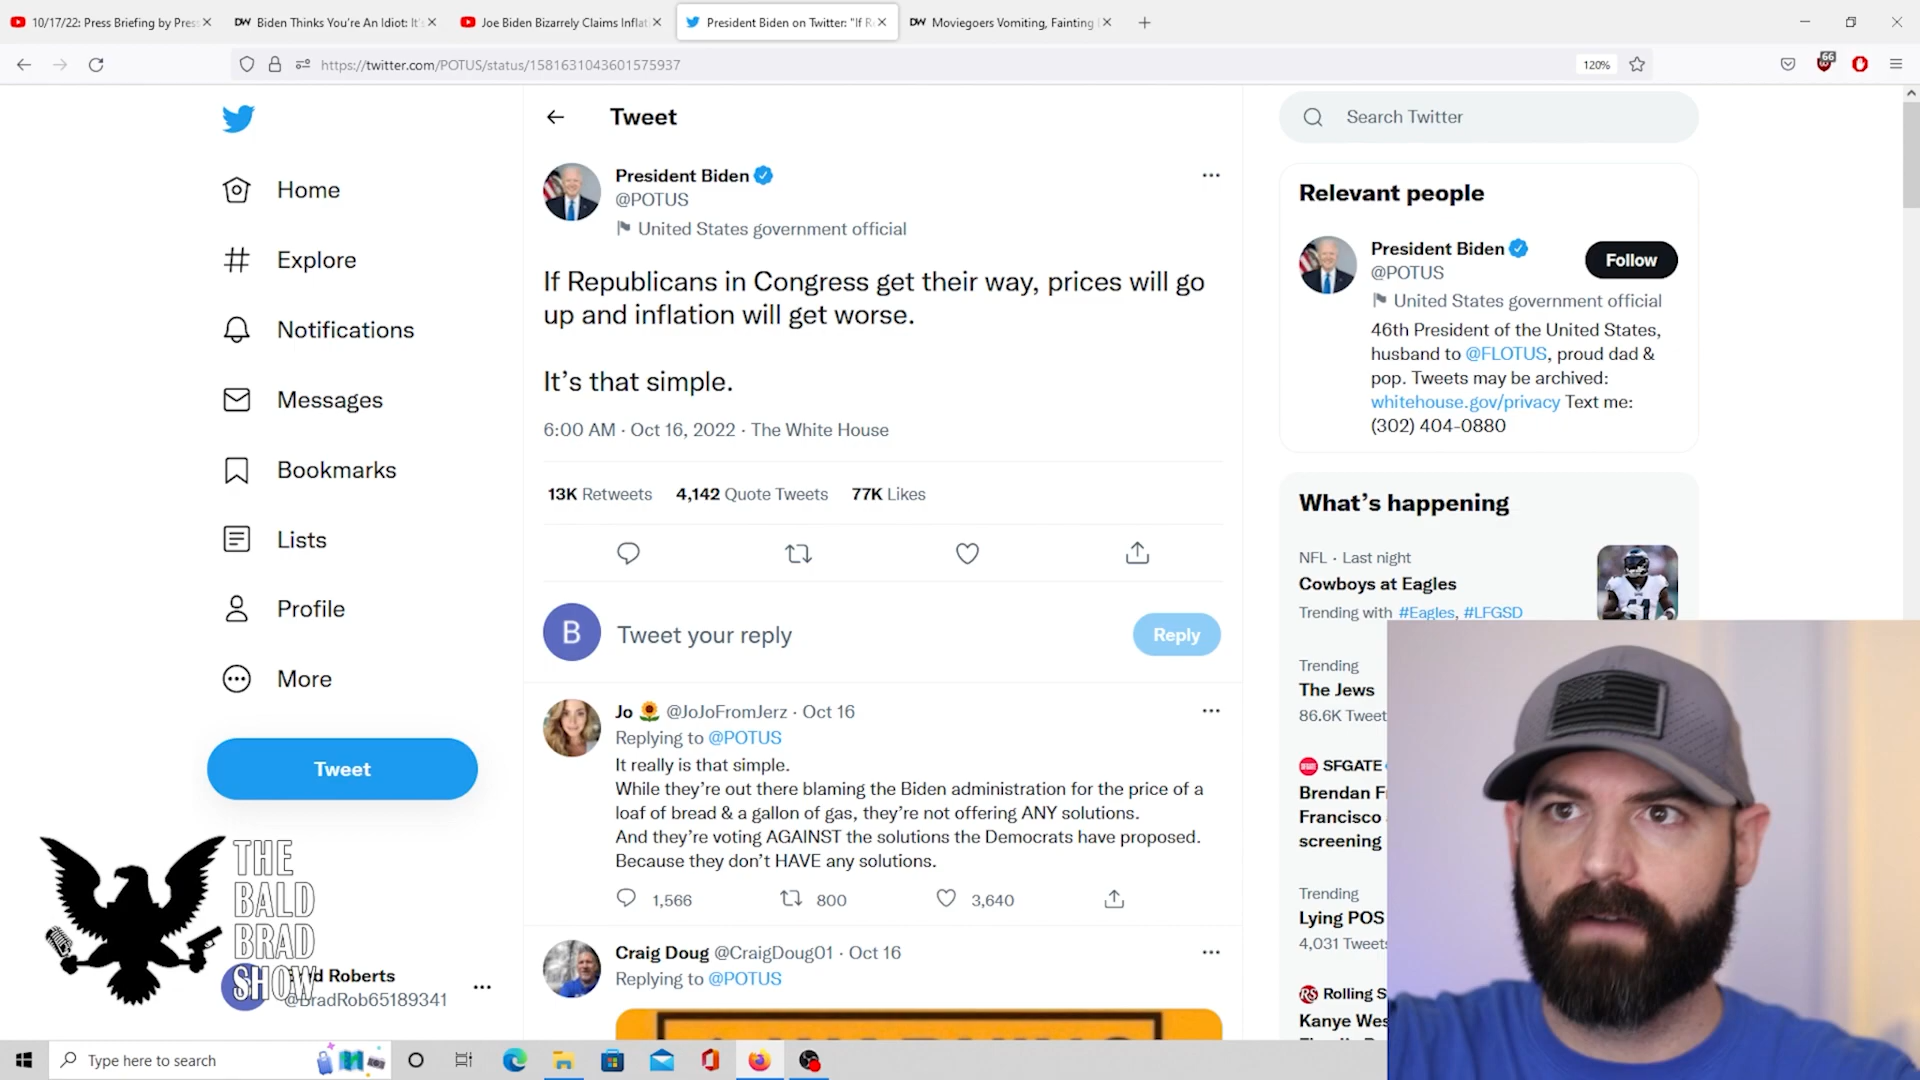 10/17/22: Press Briefing by Pres
Biden Thinks You're An Idiot: It's
Joe Biden Bizarrely Claims Inflat
President Biden on Twitter: "If R
Moviegoers Vomiting, Fainting
https://twitter.com/POTUS/status/1581631043601575937
120%
66
Home
Explore
Notifications
Messages
Bookmarks
Lists
Profile
More
Tweet
THE
BALD
BRAD
SHOW
d Roberts
@BradRob65189341
Tweet
President Biden
@POTUS
United States government official
If Republicans in Congress get their way, prices will go
up and inflation will get worse.
It's that simple.
6:00 AM · Oct 16, 2022 · The White House
13K Retweets 4,142 Quote Tweets 77K Likes
B
Tweet your reply
Reply
Jo @JoJoFromJerz · Oct 16
Replying to @POTUS
It really is that simple.
While they're out there blaming the Biden administration for the price of a
loaf of bread & a gallon of gas, they're not offering ANY solutions.
And they're voting AGAINST the solutions the Democrats have proposed.
Because they don't HAVE any solutions.
1,566 800 3,640
Craig Doug @CraigDoug01 · Oct 16
Replying to @POTUS
Search Twitter
Relevant people
President Biden
@POTUS
Follow
United States government official
46th President of the United States,
husband to @FLOTUS, proud dad &
pop. Tweets may be archived:
whitehouse.gov/privacy Text me:
(302) 404-0880
What's happening
NFL · Last night
Cowboys at Eagles
Trending with #Eagles, #LFGSD
Trending
The Jews
86.6K Tweet
SFGATE
Brendan F
Francisco
screening
Trending
Lying POS
4,031 Tweets
Rolling S
Kanye Wes
Type here to search